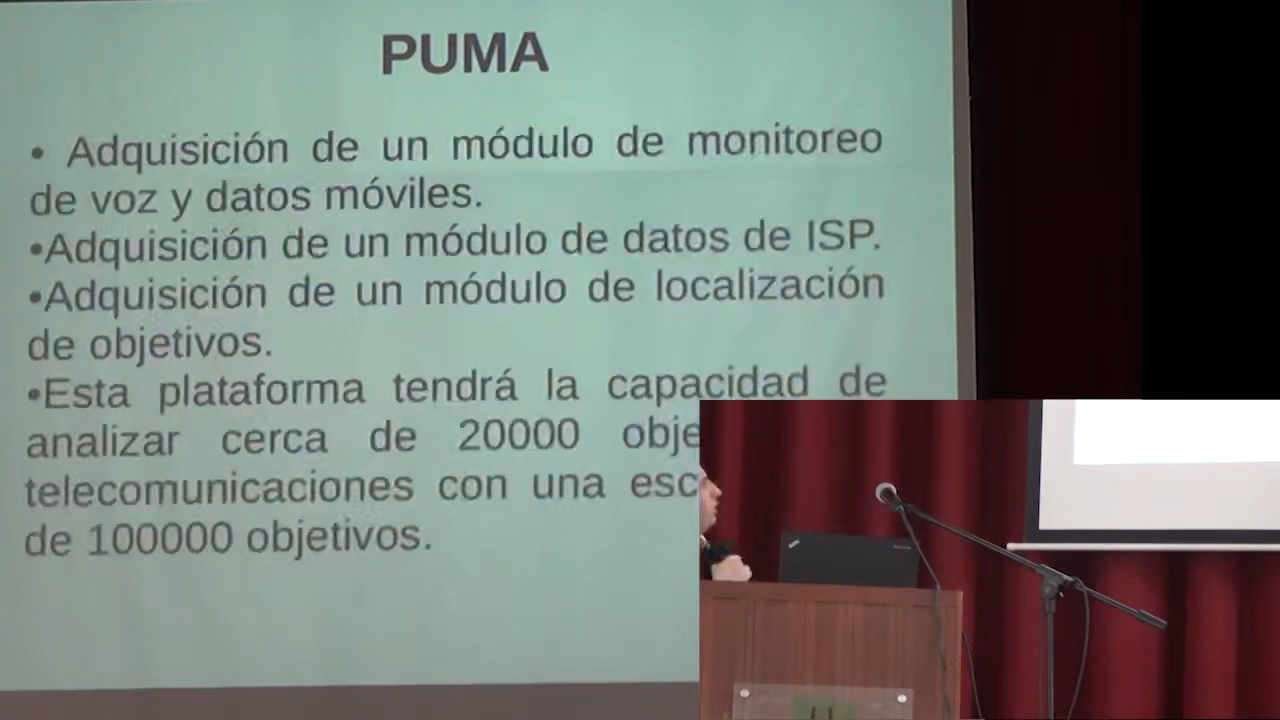 PUMA
• Adquisición de un módulo de monitoreo
de voz y datos móviles.
•Adquisición de un módulo de datos de ISP.
•Adquisición de un módulo de localización
de objetivos.
•Esta plataforma tendrá la capacidad de
analizar cerca de 20000
telecomunicaciones con una
de 100000 objetivos.